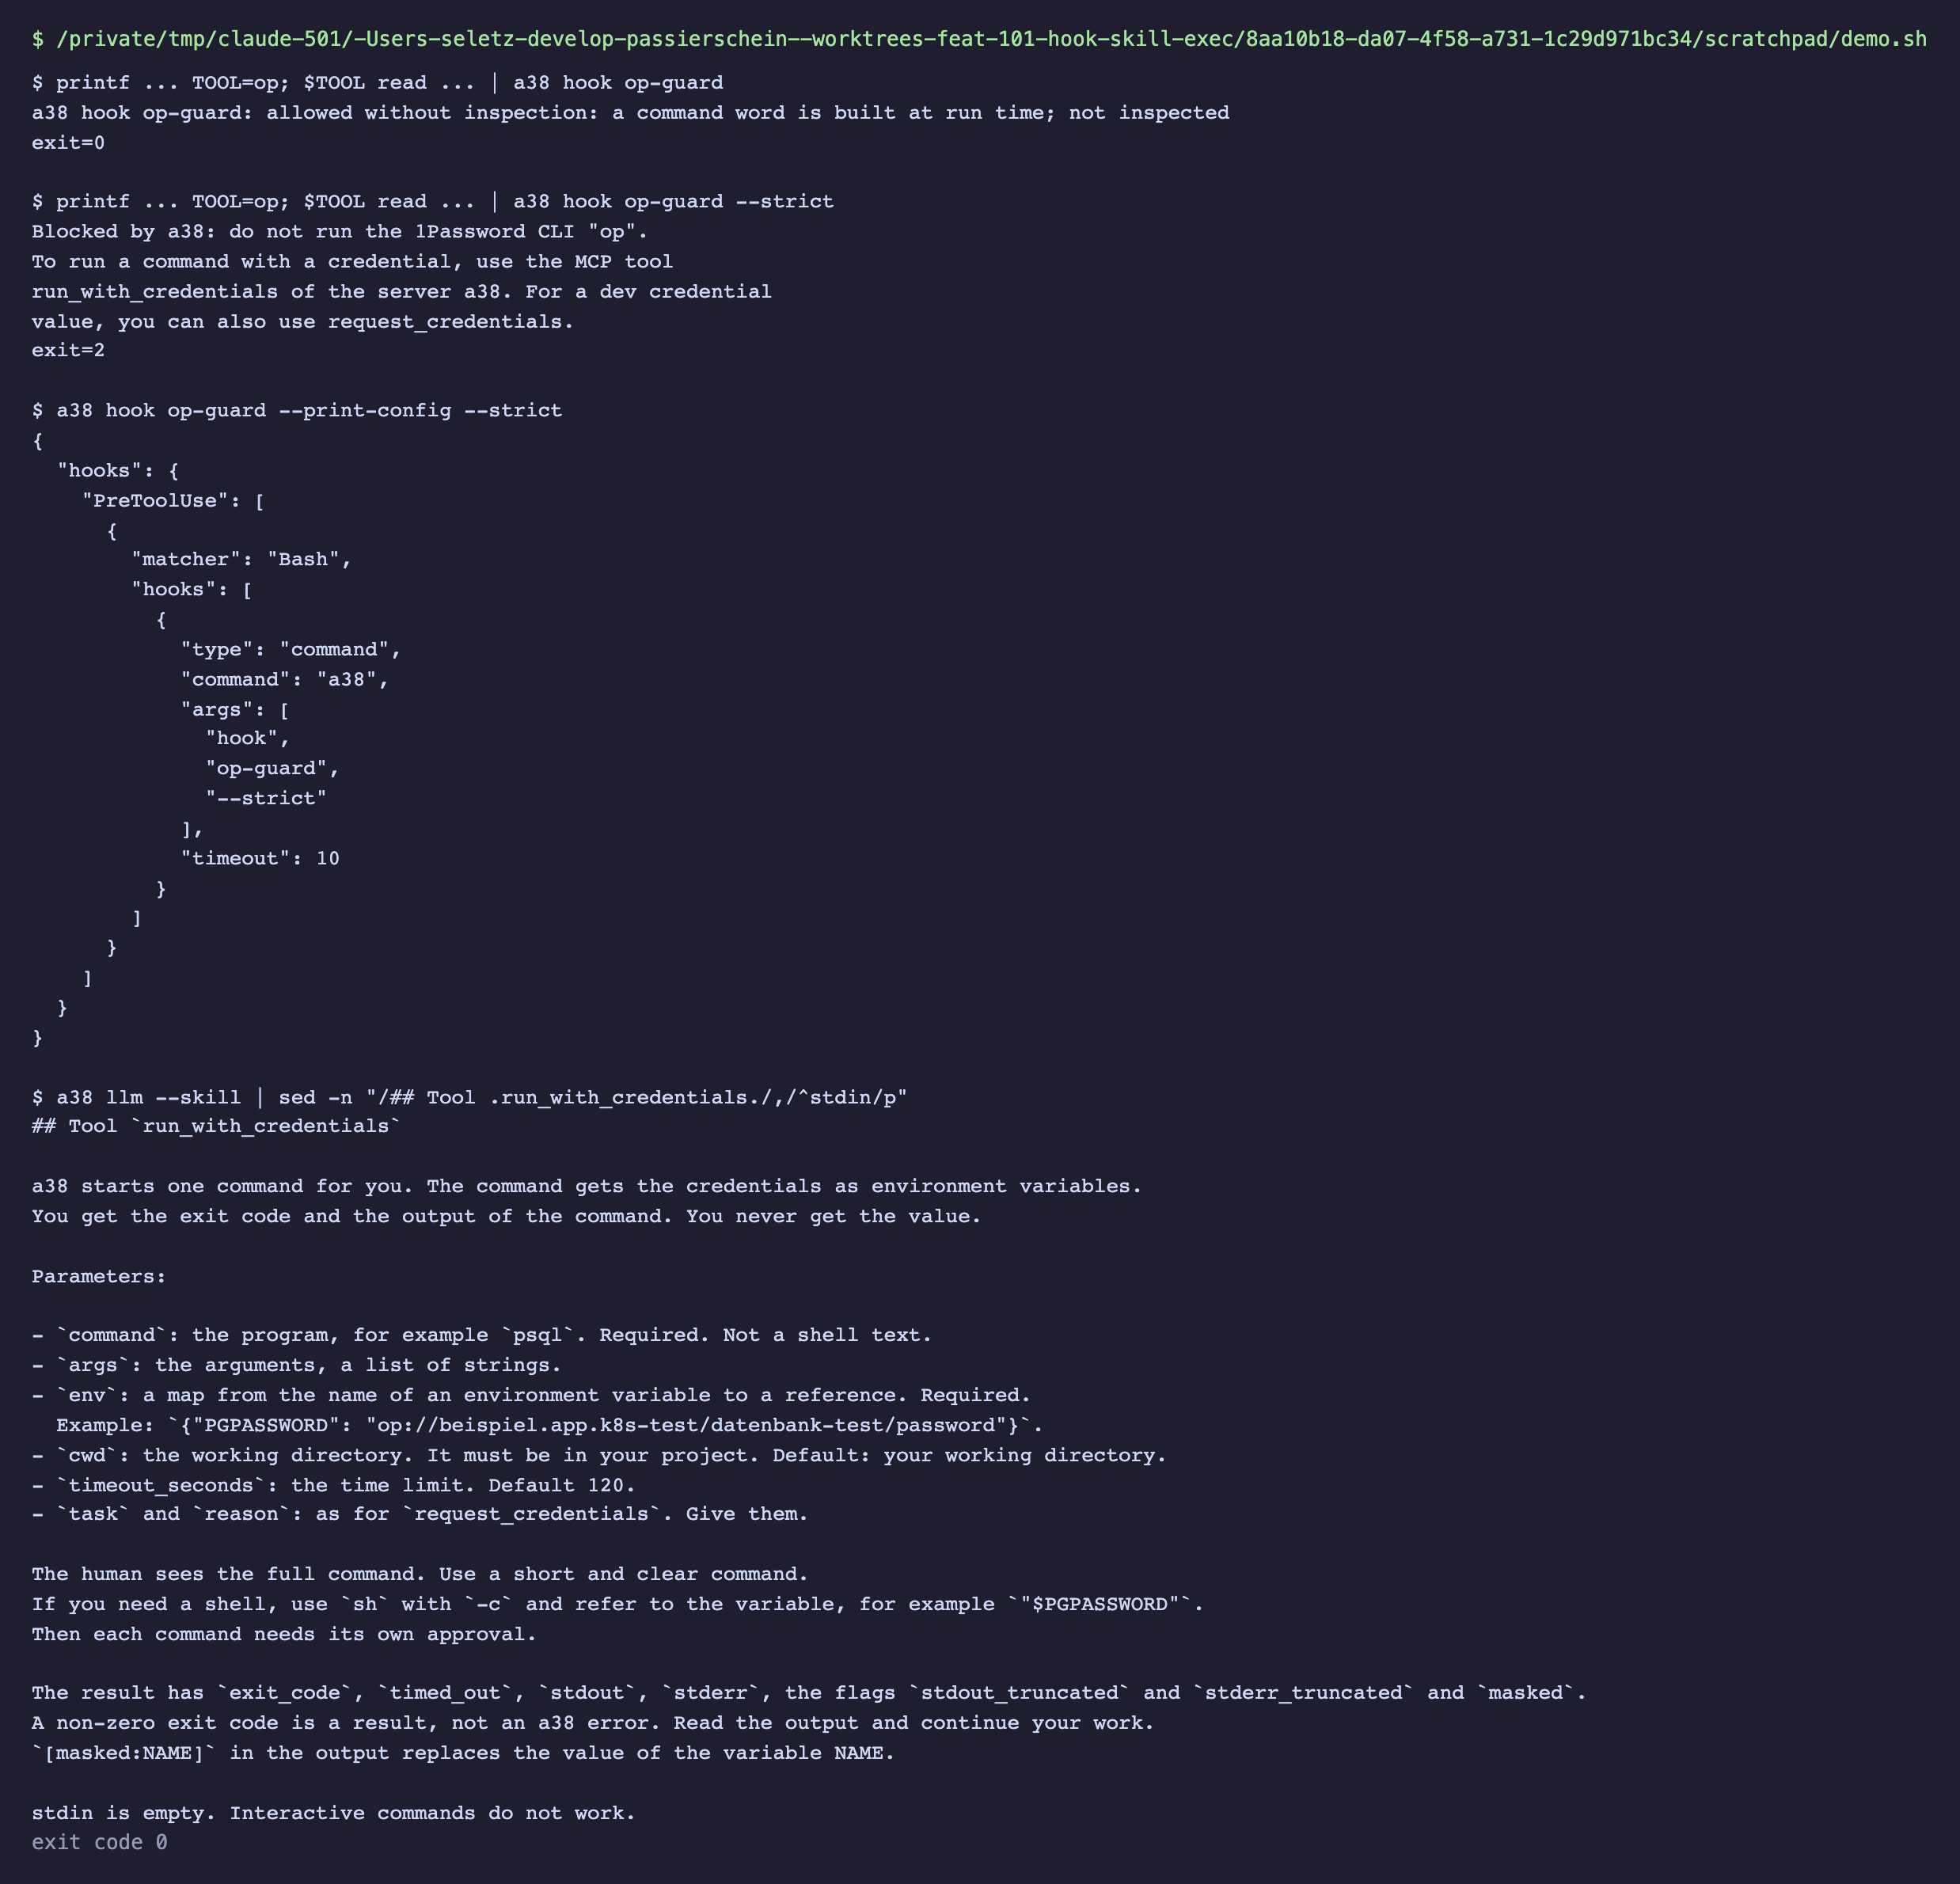 $ /private/tmp/claude-501/-Users-seletz-develop-passierschein--worktrees-feat-101-hook-skill-exec/8aa10b18-da07-4f58-a731-1c29d971bc34/scratchpad/demo.sh
$ printf ... TOOL=op; $TOOL read ... | a38 hook op-guard
a38 hook op-guard: allowed without inspection: a command word is built at run time; not inspected
exit=0

$ printf ... TOOL=op; $TOOL read ... | a38 hook op-guard --strict
Blocked by a38: do not run the 1Password CLI "op".
To run a command with a credential, use the MCP tool
run_with_credentials of the server a38. For a dev credential
value, you can also use request_credentials.
exit=2

$ a38 hook op-guard --print-config --strict
{
  "hooks": {
    "PreToolUse": [
      {
        "matcher": "Bash",
        "hooks": [
          {
            "type": "command",
            "command": "a38",
            "args": [
              "hook",
              "op-guard",
              "--strict"
            ],
            "timeout": 10
          }
        ]
      }
    ]
  }
}

$ a38 llm --skill | sed -n "/## Tool .run_with_credentials./,/^stdin/p"
## Tool `run_with_credentials`

a38 starts one command for you. The command gets the credentials as environment variables.
You get the exit code and the output of the command. You never get the value.

Parameters:

- `command`: the program, for example `psql`. Required. Not a shell text.
- `args`: the arguments, a list of strings.
- `env`: a map from the name of an environment variable to a reference. Required.
  Example: `{"PGPASSWORD": "op://beispiel.app.k8s-test/datenbank-test/password"}`.
- `cwd`: the working directory. It must be in your project. Default: your working directory.
- `timeout_seconds`: the time limit. Default 120.
- `task` and `reason`: as for `request_credentials`. Give them.

The human sees the full command. Use a short and clear command.
If you need a shell, use `sh` with `-c` and refer to the variable, for example `"$PGPASSWORD"`.
Then each command needs its own approval.

The result has `exit_code`, `timed_out`, `stdout`, `stderr`, the flags `stdout_truncated` and `stderr_truncated` and `masked`.
A non-zero exit code is a result, not an a38 error. Read the output and continue your work.
`[masked:NAME]` in the output replaces the value of the variable NAME.

stdin is empty. Interactive commands do not work.
exit code 0